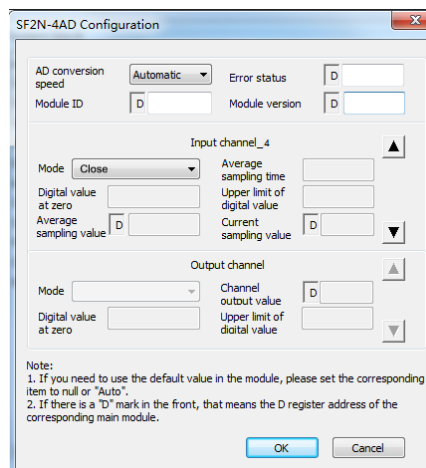 SF2N-4AD Configuration
AD conversion speed Automatic Error status D
Module ID D Module version D
Input channel_4
Mode Close Average sampling time
Digital value at zero Upper limit of digital value
Average sampling value D Current sampling value D
Output channel
Mode Channel output value D
Digital value at zero Upper limit of digital value
Note:
1. If you need to use the default value in the module, please set the corresponding
item to null or "Auto".
2. If there is a "D" mark in the front, that means the D register address of the
corresponding main module.
OK Cancel